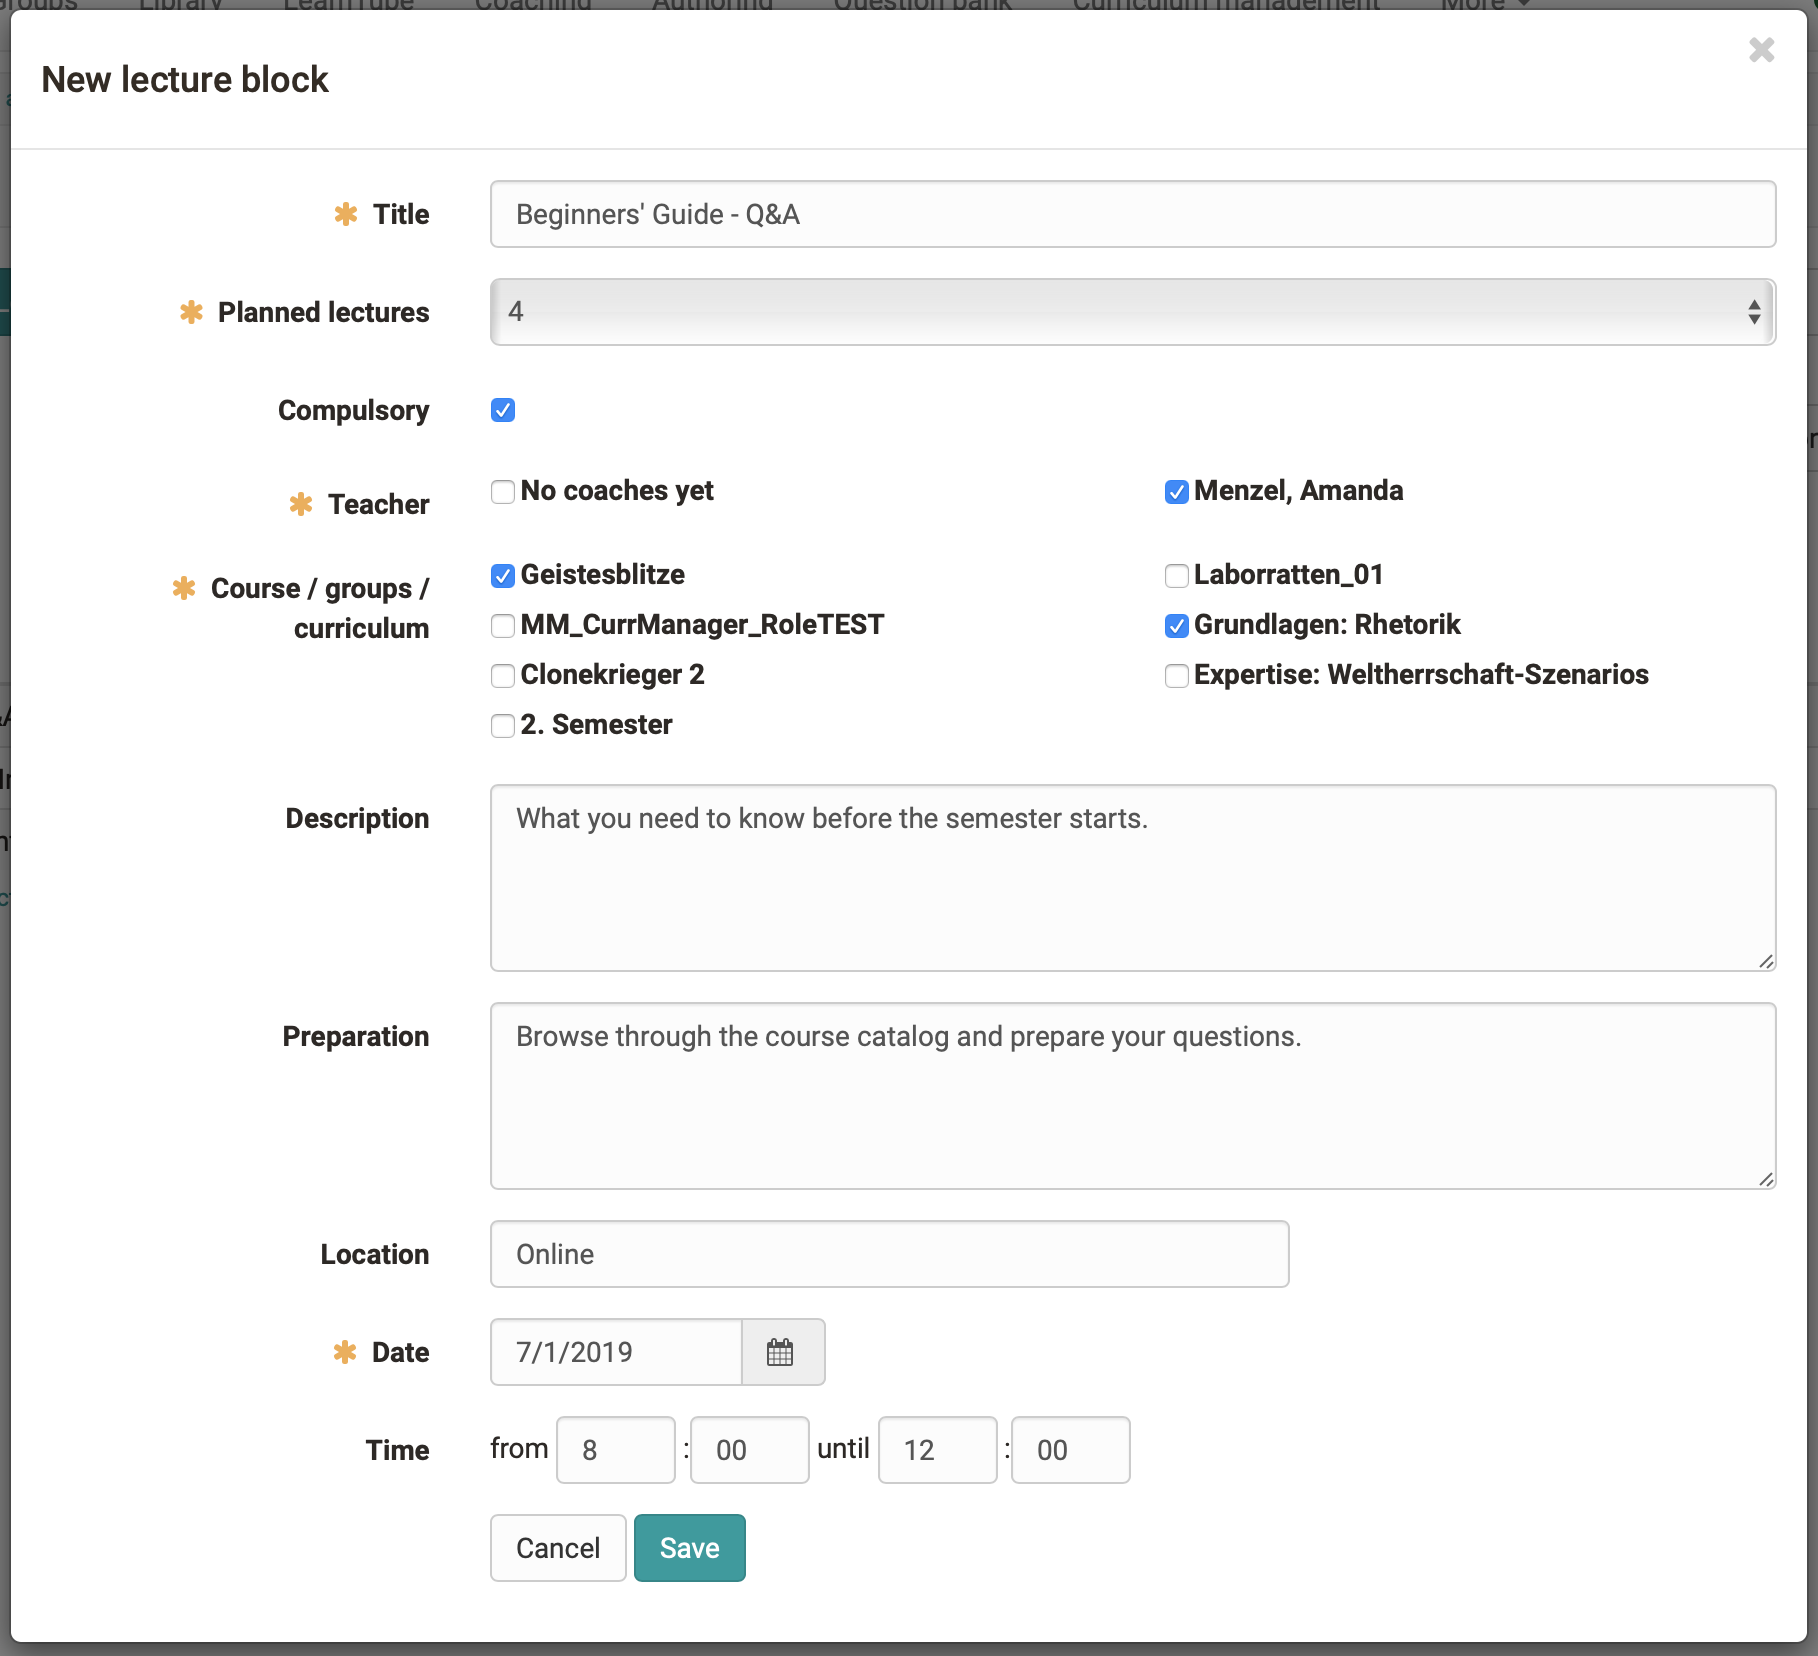 Groups Library LearnTube Coaching Authoring Question bank Curriculum management More
New lecture block
Title
Beginners' Guide - Q&A
Planned lectures
4
Compulsory
Teacher
No coaches yet
Menzel, Amanda
Course / groups /
curriculum
Geistesblitze
Laborratten_01
MM_CurrManager_RoleTEST
Grundlagen: Rhetorik
Clonekrieger 2
Expertise: Weltherrschaft-Szenarios
2. Semester
Description
What you need to know before the semester starts.
Preparation
Browse through the course catalog and prepare your questions.
Location
Online
Date
7/1/2019
Time
from 8 : 00 until 12 : 00
Cancel
Save